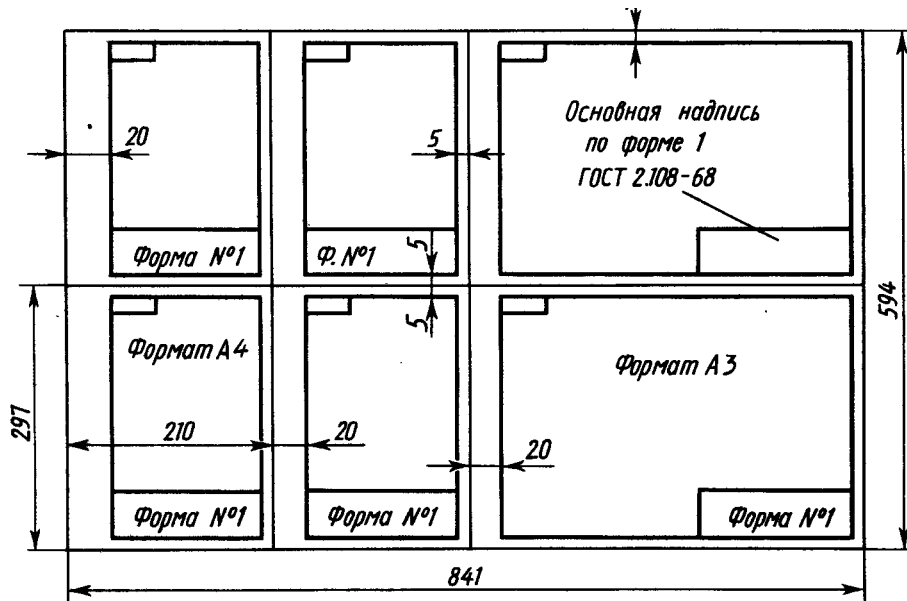 Основная надпись
по форме 1
ГОСТ 2.108-68
20
5
5
Форма №1
Ф. №1
594
5
Формат А4
Формат А3
297
210
20
20
Форма №1
Форма №1
Форма №1
841